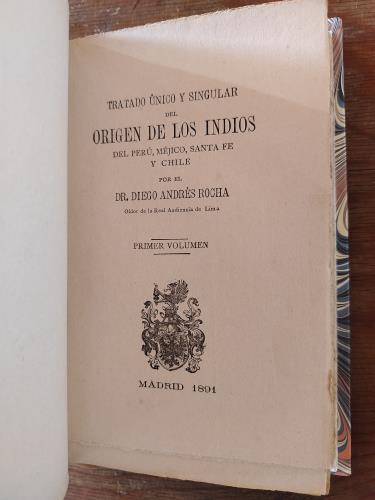 TRATADO ÚNICO Y SINGULAR
DEL
ORIGEN DE LOS INDIOS
DEL PERÚ, MÉJICO, SANTA FE
Y CHILE
POR EL
DR. DIEGO ANDRÉS ROCHA
Oidor de la Real Audiencia de Lima
PRIMER VOLUMEN
MADRID 1891